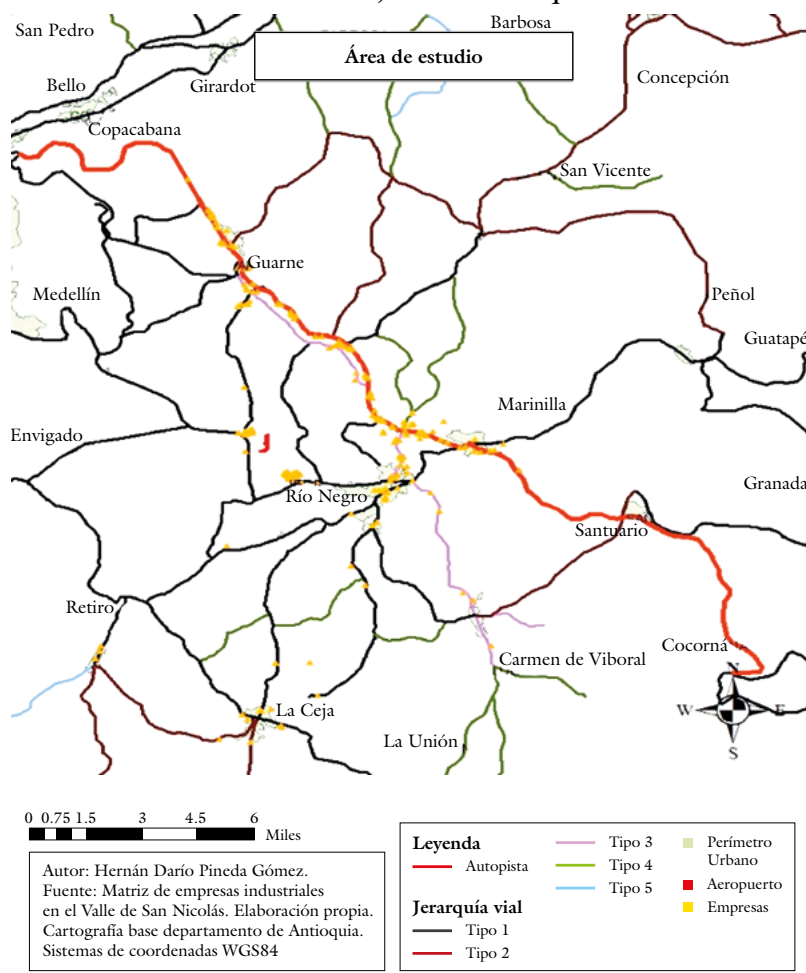 San Pedro
Barbosa
Área de estudio
Bello
Girardot
Concepción
Copacabana
San Vicente
Guarne
Medellín
Peñol
Guatapé
Marinilla
Envigado
Río Negro
Granada
Santuario
Retiro
Cocorná
Carmen de Viboral
La Ceja
La Unión
N
W
E
S
0 0.75 1.5 3 4.5 6
Miles
Autor: Hernán Darío Pineda Gómez.
Fuente: Matriz de empresas industriales
en el Valle de San Nicolás. Elaboración propia.
Cartografía base departamento de Antioquia.
Sistemas de coordenadas WGS84
Leyenda
Autopista
Jerarquía vial
Tipo 1
Tipo 2
Tipo 3
Tipo 4
Tipo 5
Perímetro
Urbano
Aeropuerto
Empresas